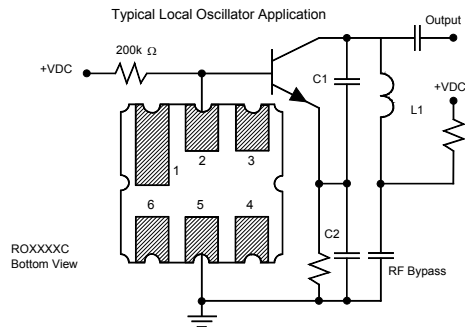 Typical Local Oscillator Application
Output
200k Ω
+VDC
C1
+VDC
L1
2
3
1
6
5
4
C2
ROXXXXC
Bottom View
RF Bypass